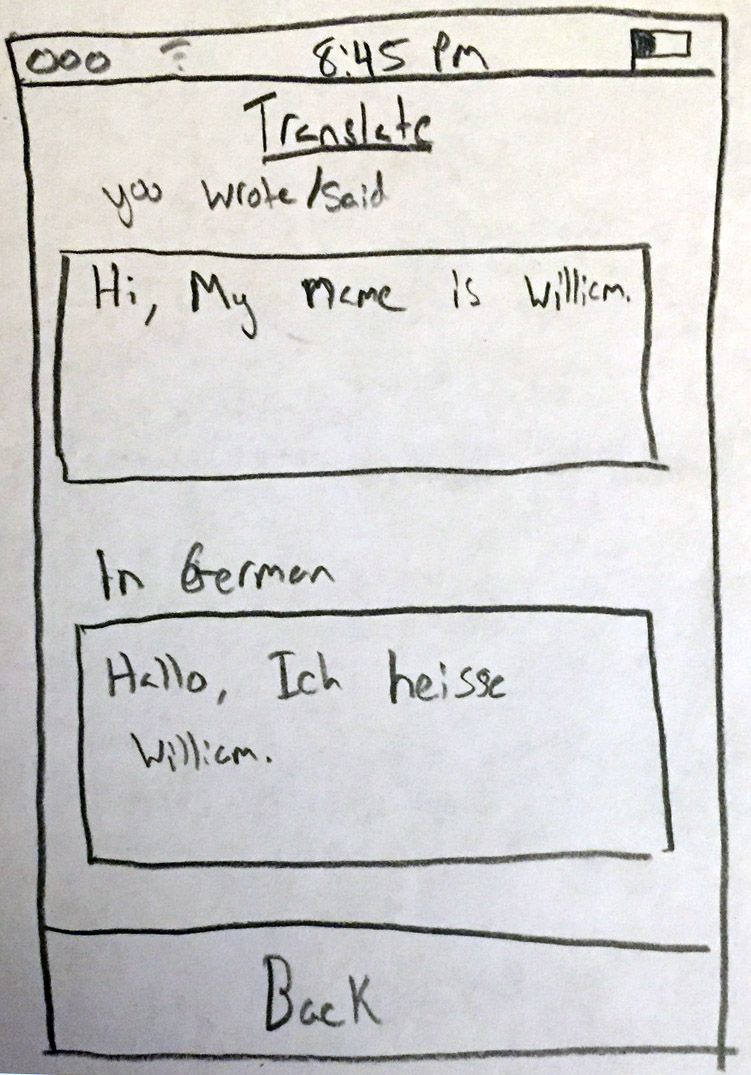 8:45 PM
Translate
you wrote/said
Hi, My name is William.
In German
Hallo, Ich heisse
William.
Back